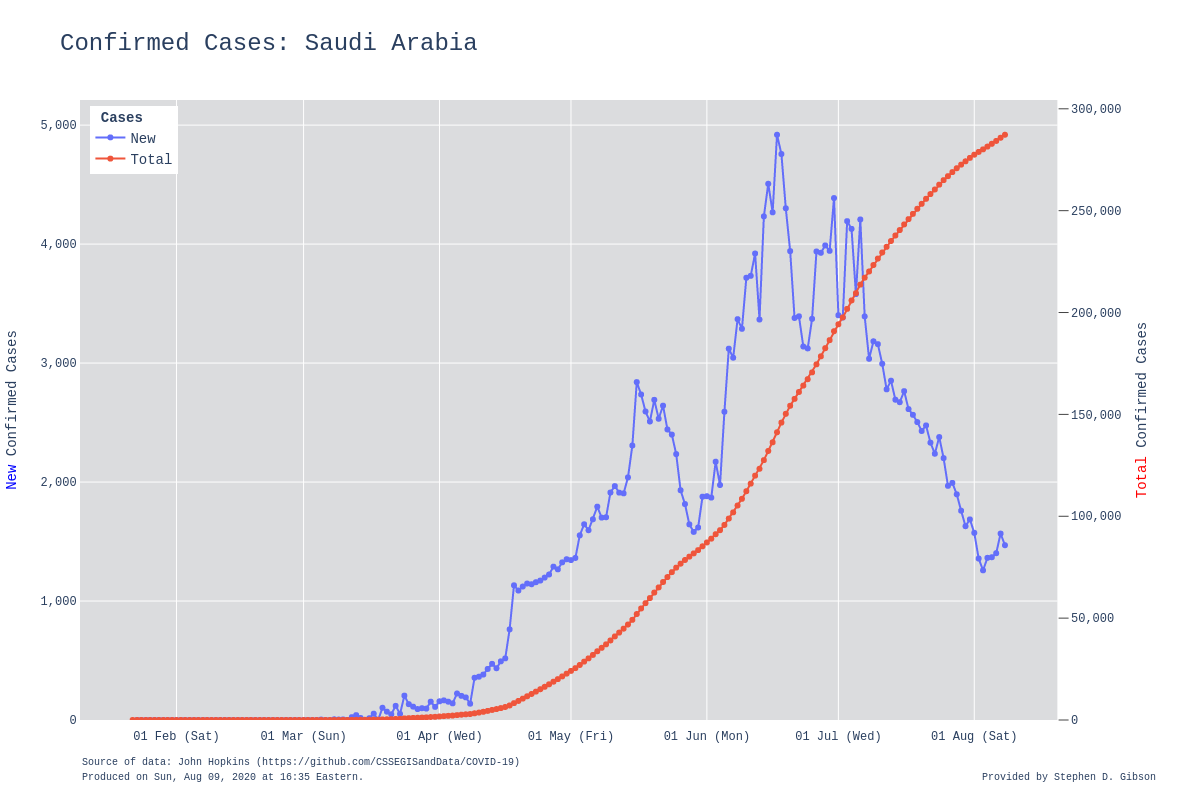 Confirmed Cases: Saudi Arabia
Cases
New
Total
5,000
4,000
3,000
2,000
1,000
0
300,000
250,000
200,000
150,000
100,000
50,000
0
New Confirmed Cases
Total Confirmed Cases
01 Feb (Sat)
01 Mar (Sun)
01 Apr (Wed)
01 May (Fri)
01 Jun (Mon)
01 Jul (Wed)
01 Aug (Sat)
Source of data: John Hopkins (https://github.com/CSSEGISandData/COVID-19)
Produced on Sun, Aug 09, 2020 at 16:35 Eastern.
Provided by Stephen D. Gibson